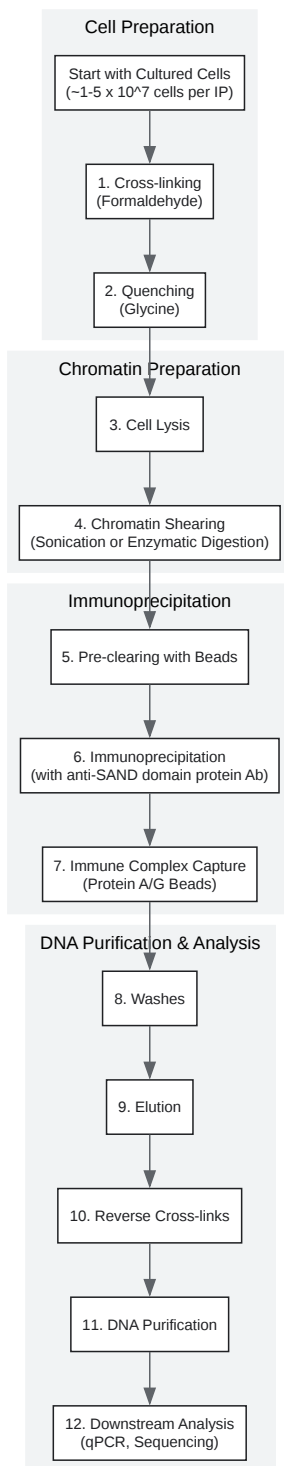 Cell Preparation
Start with Cultured Cells
(~1-5 x 10^7 cells per IP)
1. Cross-linking
(Formaldehyde)
2. Quenching
(Glycine)
Chromatin Preparation
3. Cell Lysis
4. Chromatin Shearing
(Sonication or Enzymatic Digestion)
Immunoprecipitation
5. Pre-clearing with Beads
6. Immunoprecipitation
(with anti-SAND domain protein Ab)
7. Immune Complex Capture
(Protein A/G Beads)
DNA Purification & Analysis
8. Washes
9. Elution
10. Reverse Cross-links
11. DNA Purification
12. Downstream Analysis
(qPCR, Sequencing)